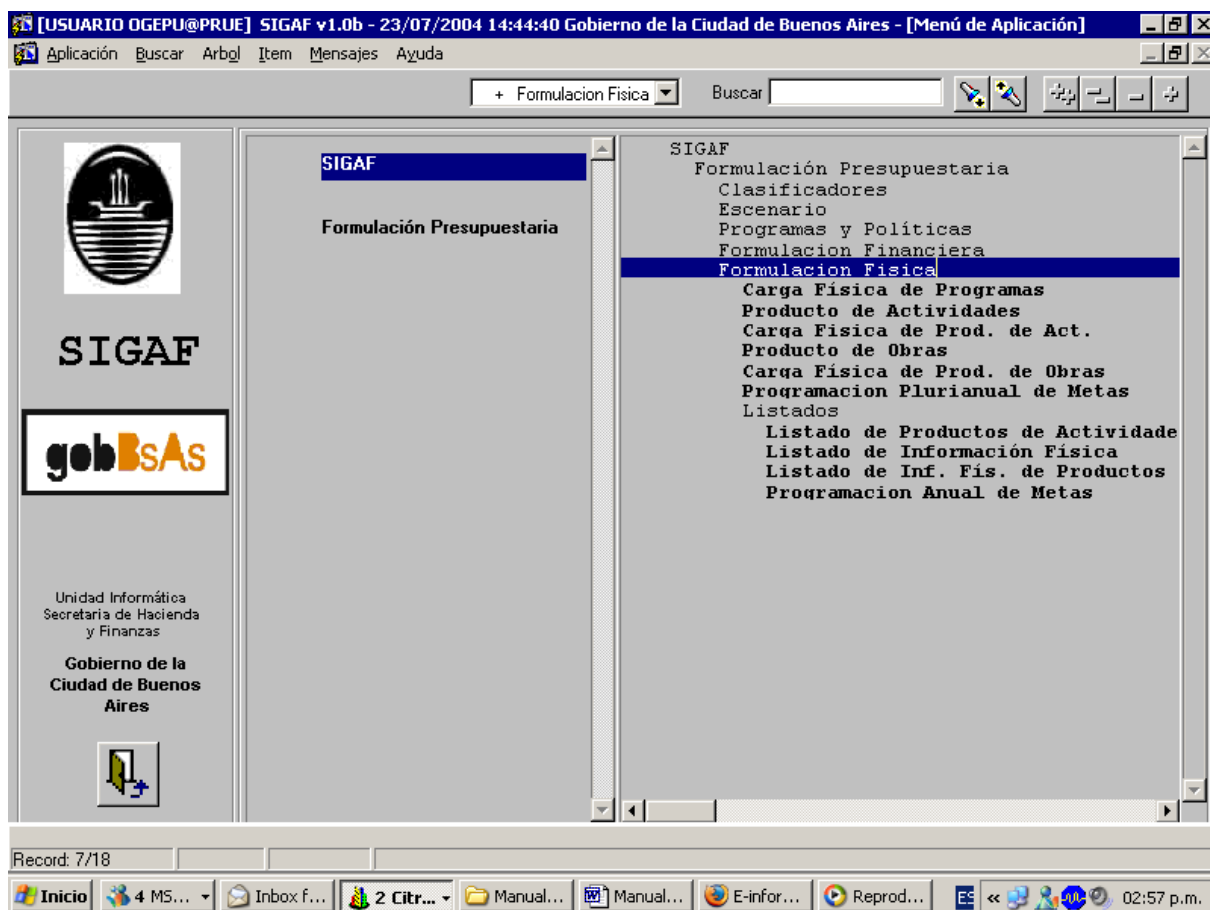 [USUARIO OGEPU@PRUE] SIGAF v1.0b - 23/07/2004 14:44:40 Gobierno de la Ciudad de Buenos Aires - [Menú de Aplicación]
Aplicación Buscar Arbol Item Mensajes Ayuda
+ Formulacion Fisica Buscar
SIGAF
gobBsAs
Unidad Informática
Secretaria de Hacienda
y Finanzas
Gobierno de la
Ciudad de Buenos
Aires
SIGAF
Formulación Presupuestaria
SIGAF
Formulación Presupuestaria
Clasificadores
Escenario
Programas y Políticas
Formulacion Financiera
Formulacion Fisica
Carga Física de Programas
Producto de Actividades
Carga Fisica de Prod. de Act.
Producto de Obras
Carga Física de Prod. de Obras
Programacion Plurianual de Metas
Listados
Listado de Productos de Actividade
Listado de Información Física
Listado de Inf. Fís. de Productos
Programacion Anual de Metas
Record: 7/18
Inicio 4 MS... Inbox f... 2 Citr... Manual... Manual... E-infor... Reprod... ES « 02:57 p.m.